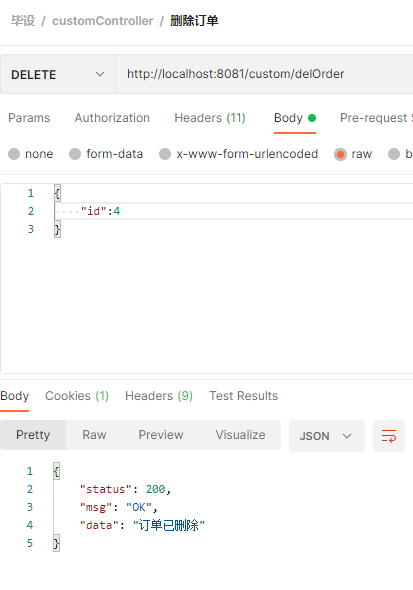 毕设 / customController / 删除订单
DELETE http://localhost:8081/custom/delOrder
Params Authorization Headers (11) Body Pre-request S
none form-data x-www-form-urlencoded raw b
1 {
2 ····"id":4
3 }
Body Cookies (1) Headers (9) Test Results
Pretty Raw Preview Visualize JSON
1 {
2 "status": 200,
3 "msg": "OK",
4 "data": "订单已删除"
5 }